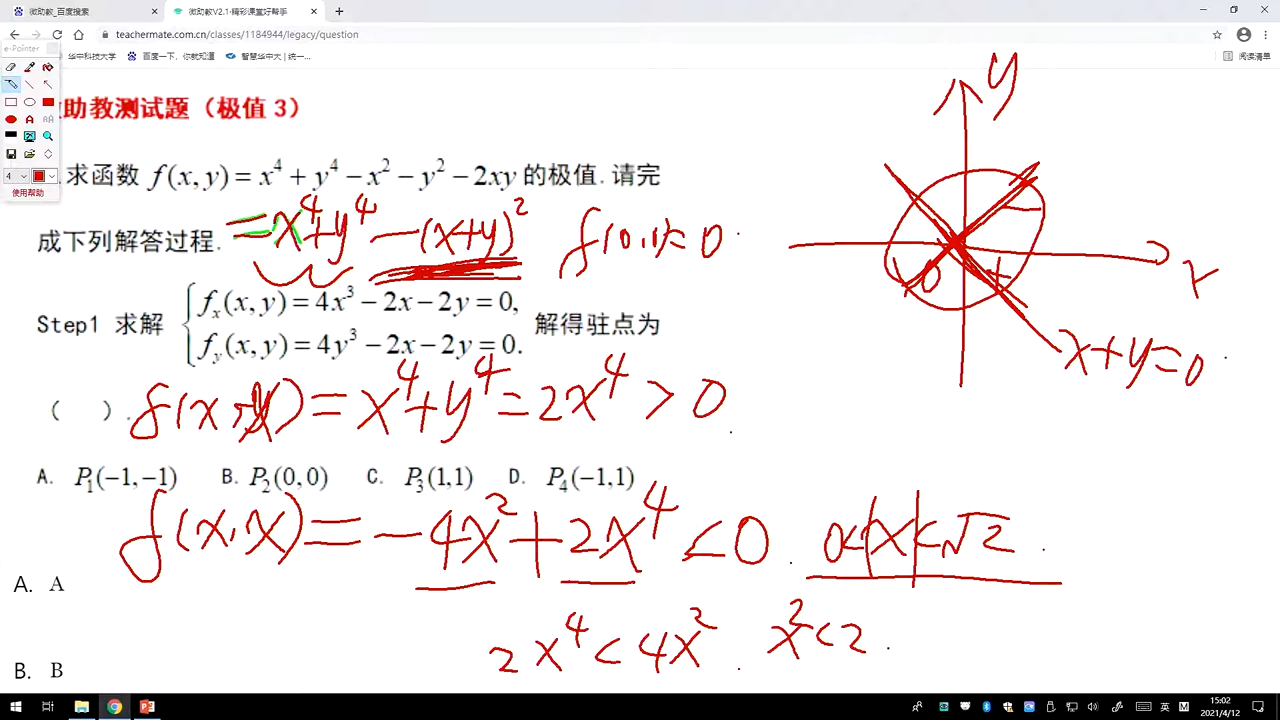 微助教_百度搜索
微助教V2.1-精彩课堂好帮手
teachermate.com.cn/classes/1184944/legacy/question
e-Pointer
华中科技大学
百度一下，你就知道
智慧华中大 | 统一...
阅读清单
4
使用帮助
助教测试题（极值 3）
.求函数 f(x, y) = x⁴ + y⁴ − x² − y² − 2xy 的极值.请完
成下列解答过程.
= x⁴+y⁴ −(x+y)²
f(0,0)=0
y
x
0
x+y=0
Step1 求解 { f_x(x, y) = 4x³ − 2x − 2y = 0,
f_y(x, y) = 4y³ − 2x − 2y = 0.
解得驻点为
（ ）.
= x⁴+y⁴ = 2x⁴ > 0
A. P₁(−1,−1) B. P₂(0,0) C. P₃(1,1) D. P₄(−1,1)
f(x,x) = −4x²+2x⁴ <0. 0<|x|<√2.
2x⁴<4x². x²<2.
A. A
B. B
英
M
15:02
2021/4/12